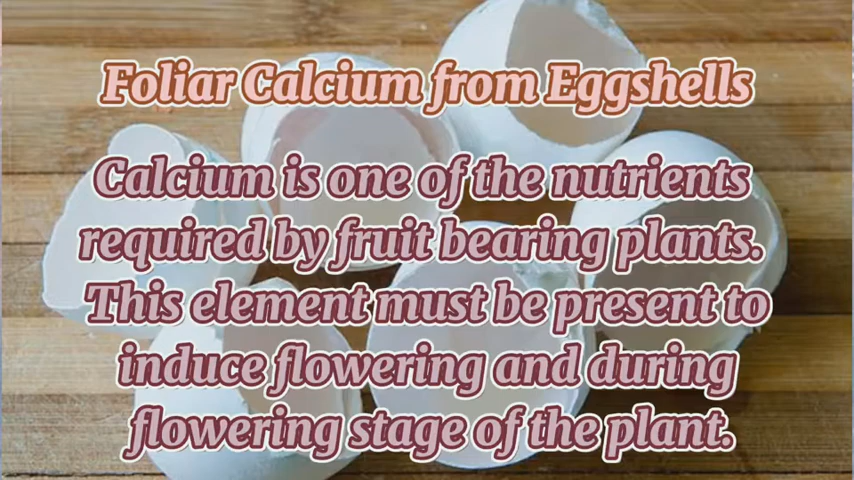 Foliar Calcium from Eggshells
Calcium is one of the nutrients
required by fruit bearing plants.
This element must be present to
induce flowering and during
flowering stage of the plant.